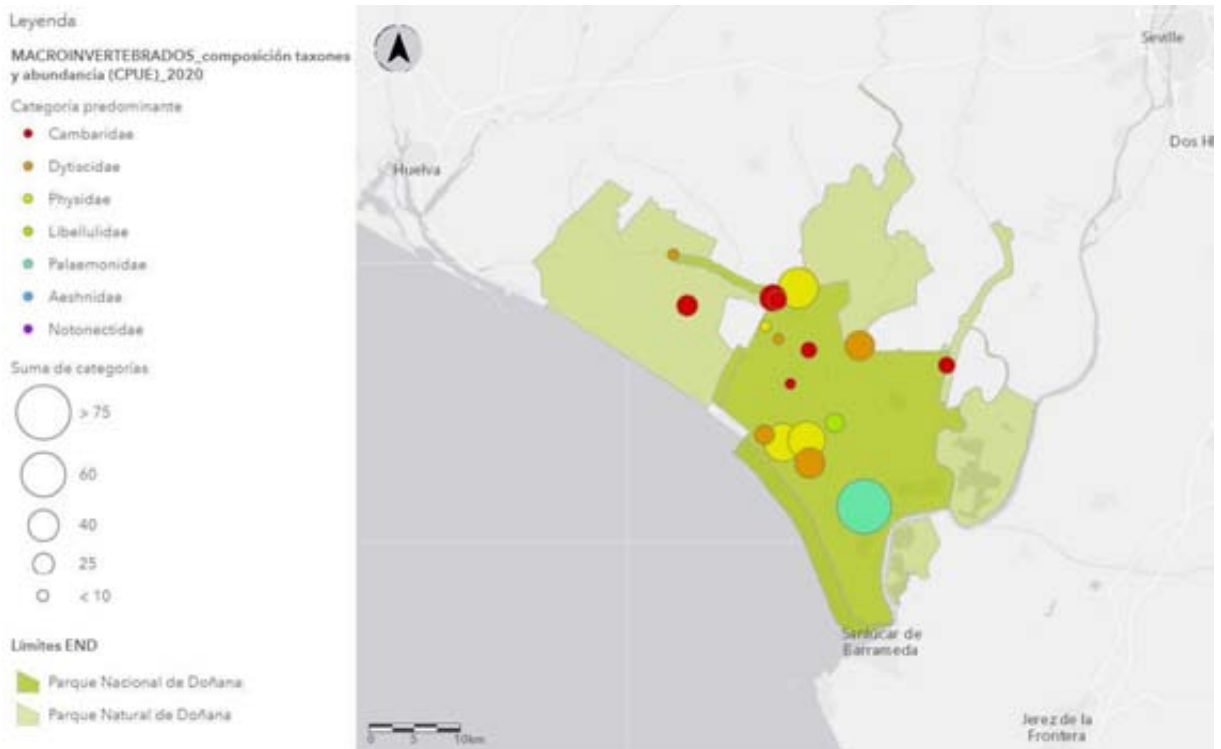 Leyenda
MACROINVERTEBRADOS_composición taxones
y abundancia (CPUE)_2020
Categoría predominante
Cambaridae
Dytiscidae
Physidae
Libellulidae
Palaemonidae
Aeshnidae
Notonectidae
Suma de categorías
> 75
60
40
25
< 10
Límites END
Parque Nacional de Doñana
Parque Natural de Doñana
Seville
Dos H
Huelva
Sanlúcar de
Barrameda
Jerez de la
Frontera
0 5 10km